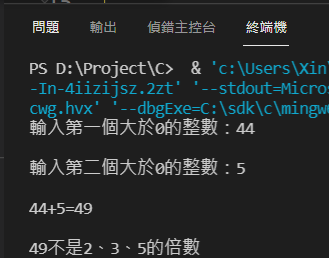 問題 輸出 偵錯主控台 終端機
PS D:\Project\C>  & 'c:\Users\Xin\
-In-4iizijsz.2zt' '--stdout=Micros
cwg.hvx' '--dbgExe=C:\sdk\c\mingw6
輸入第一個大於0的整數：44
輸入第二個大於0的整數：5
44+5=49
49不是2、3、5的倍數